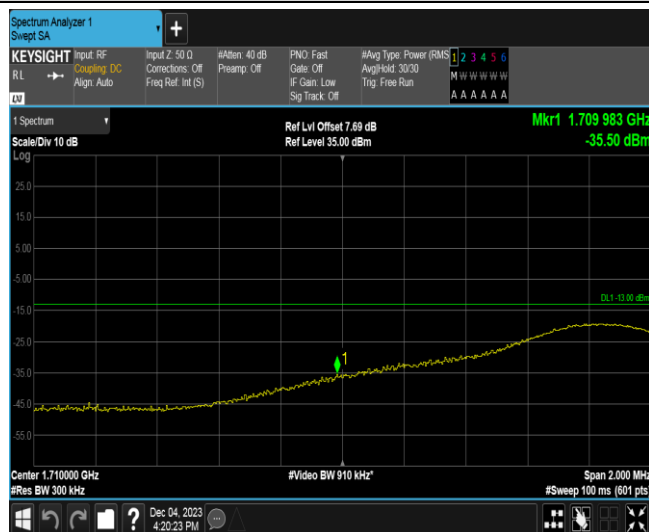 Spectrum Analyzer 1
Swept SA
KEYSIGHT Input: RF Input Z: 50 Ω #Atten: 40 dB PNO: Fast #Avg Type: Power (RMS 1 2 3 4 5 6
RL Coupling: DC Corrections: Off Preamp: Off Gate: Off Avg|Hold: 30/30 M W W W W W
Align: Auto Freq Ref: Int (S) IF Gain: Low Trig: Free Run
Sig Track: Off A A A A A A
1 Spectrum Mkr1 1.709 983 GHz
Ref Lvl Offset 7.69 dB
Scale/Div 10 dB Ref Level 35.00 dBm -35.50 dBm
Log
25.0
15.0
5.00
-5.00
DL1 -13.00 dBm
-15.0
-25.0
1
-35.0
-45.0
-55.0
Center 1.710000 GHz #Video BW 910 kHz* Span 2.000 MHz
#Res BW 300 kHz #Sweep 100 ms (601 pts)
? Dec 04, 2023
4:20:23 PM